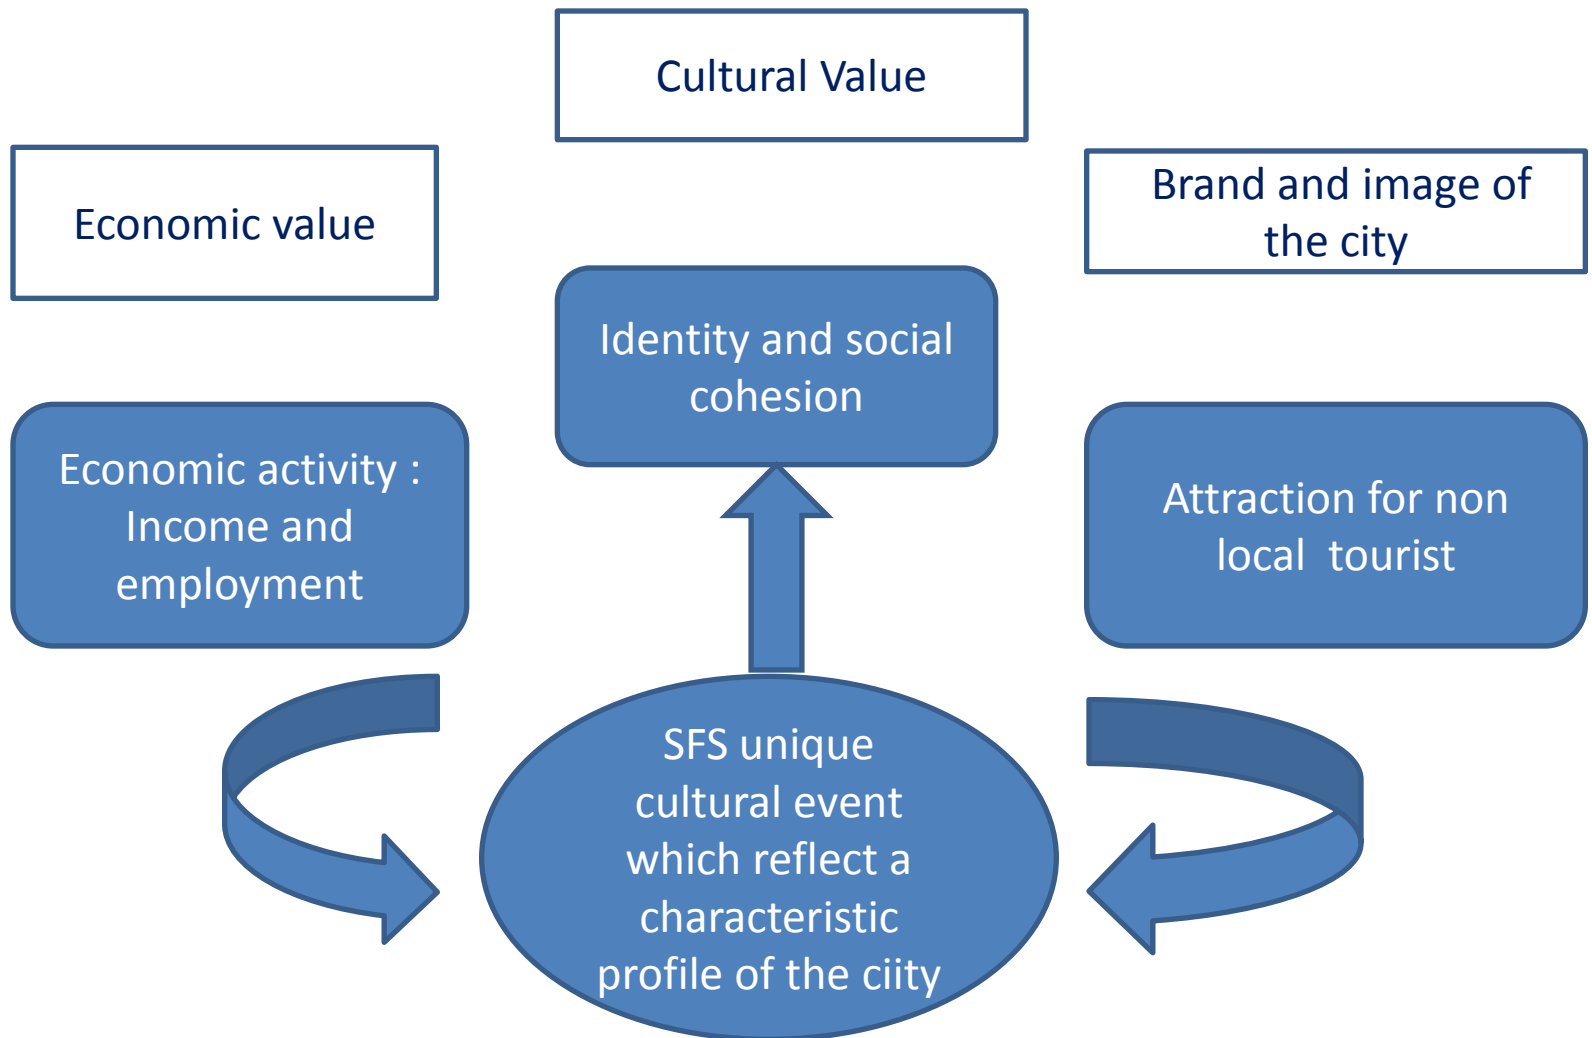 Cultural Value
Economic value
Brand and image of
the city
Identity and social
cohesion
Economic activity :
Income and
employment
Attraction for non
local  tourist
SFS unique
cultural event
which reflect a
characteristic
profile of the ciity